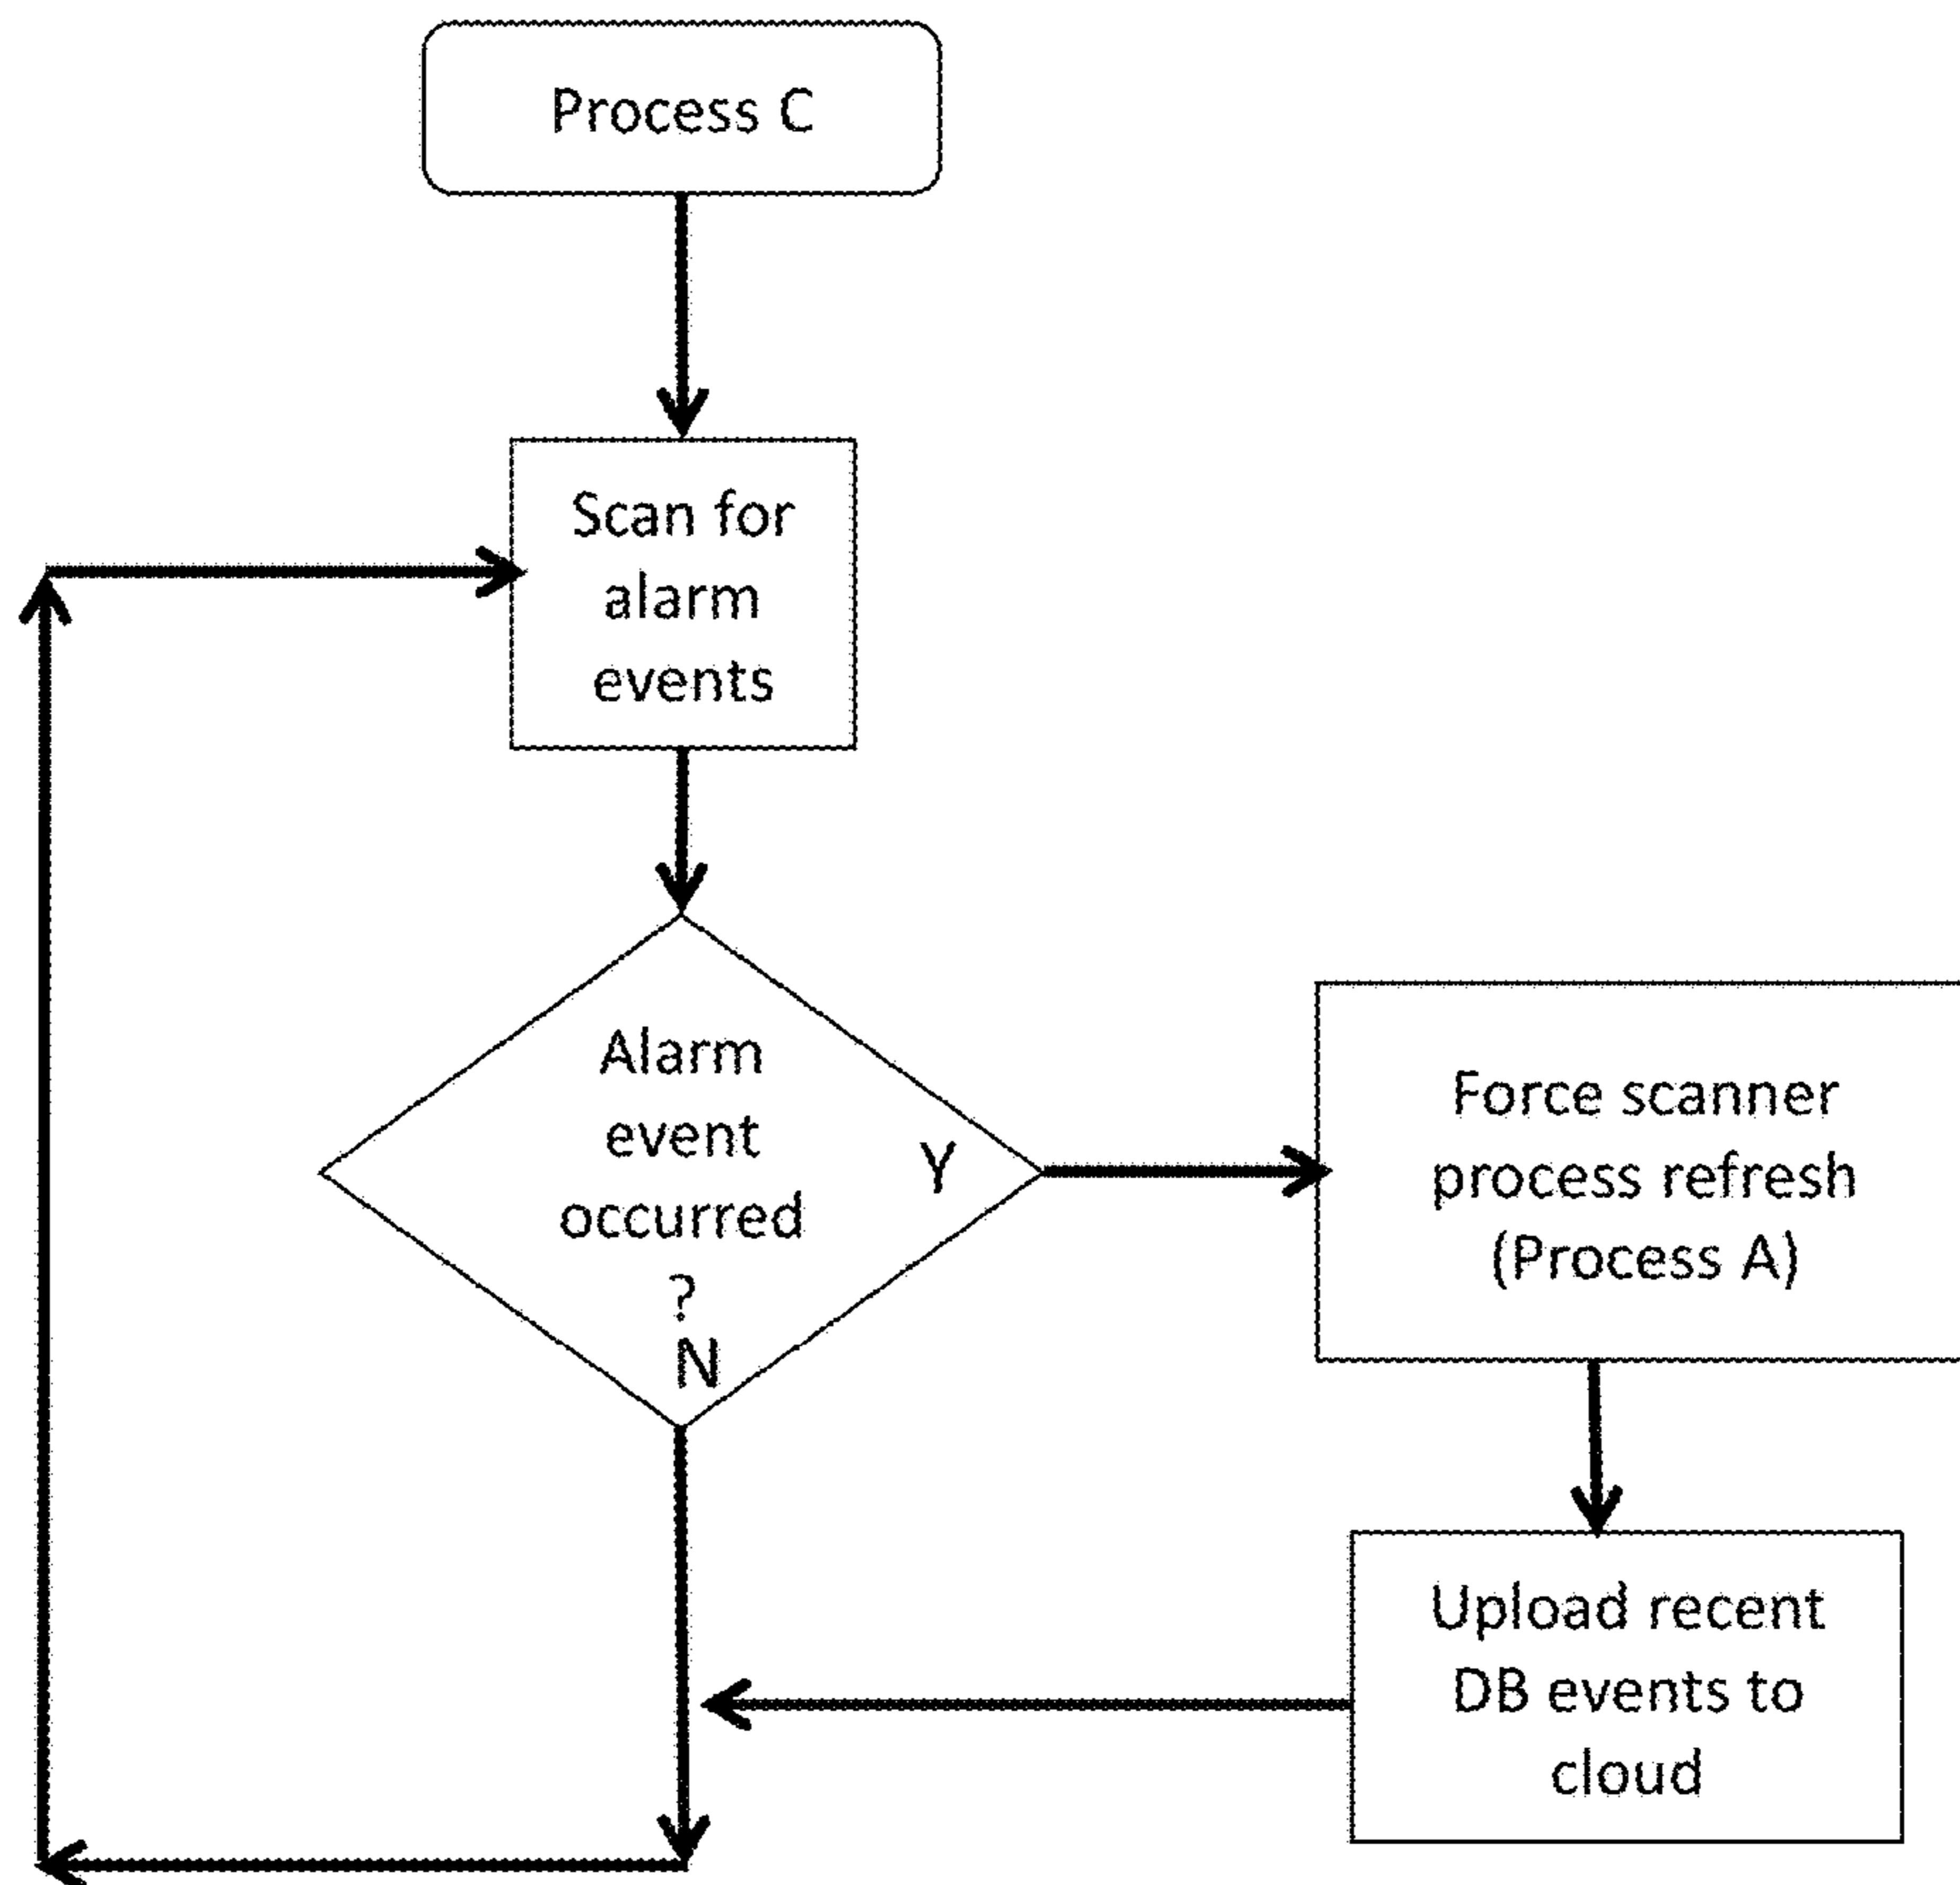 Process C
Scan for
alarm
events
Alarm
event
occurred
?
Y
N
Force scanner
process refresh
(Process A)
Upload recent
DB events to
cloud